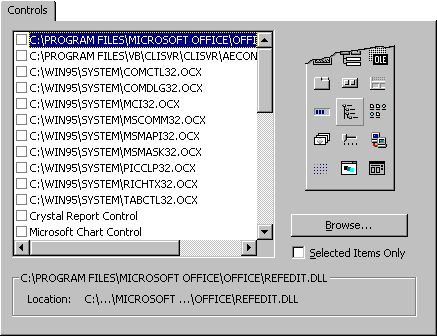 Controls
C:\PROGRAM FILES\MICROSOFT OFFICE\OFFI
C:\PROGRAM FILES\VB\CLISVR\CLISVR\AECON
C:\WIN95\SYSTEM\COMCTL32.OCX
C:\WIN95\SYSTEM\COMDLG32.OCX
C:\WIN95\SYSTEM\MCI32.OCX
C:\WIN95\SYSTEM\MSCOMM32.OCX
C:\WIN95\SYSTEM\MSMAPI32.OCX
C:\WIN95\SYSTEM\MSMASK32.OCX
C:\WIN95\SYSTEM\PICCLP32.OCX
C:\WIN95\SYSTEM\RICHTX32.OCX
C:\WIN95\SYSTEM\TABCTL32.OCX
Crystal Report Control
Microsoft Chart Control
OLE
Browse...
Selected Items Only
C:\PROGRAM FILES\MICROSOFT OFFICE\OFFICE\REFEDIT.DLL
Location: C:\...\MICROSOFT ...\OFFICE\REFEDIT.DLL